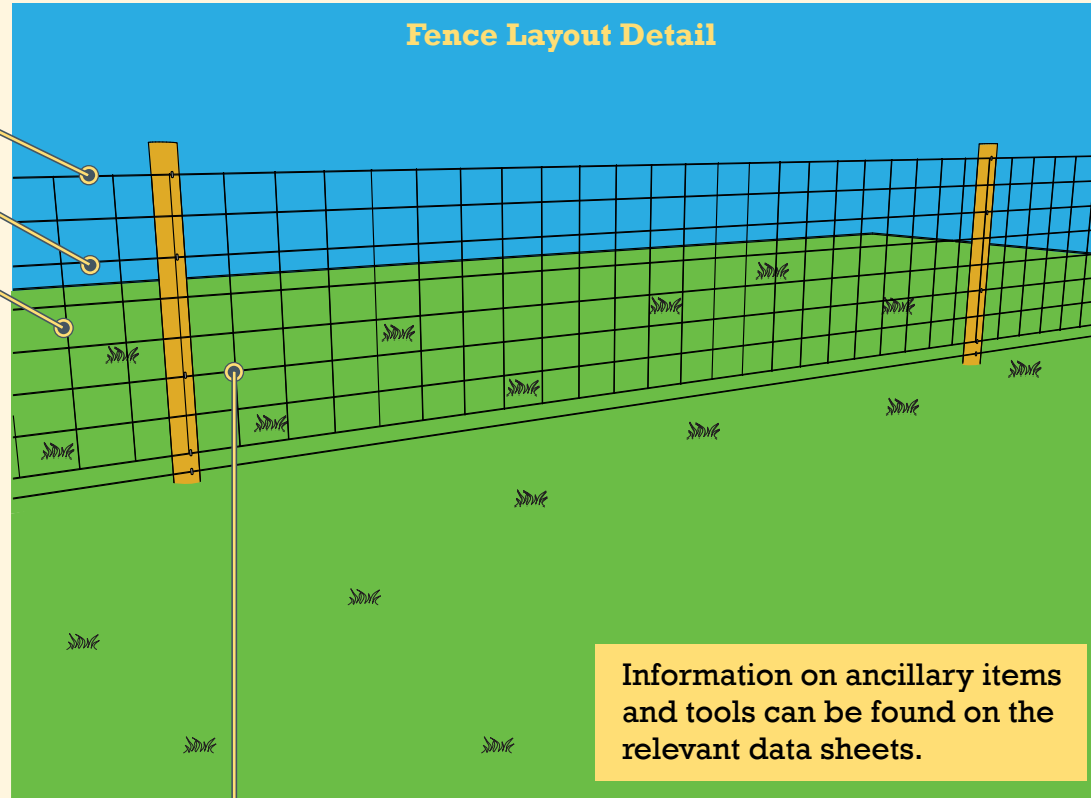 Fence Layout Detail
Information on ancillary items
and tools can be found on the
relevant data sheets.